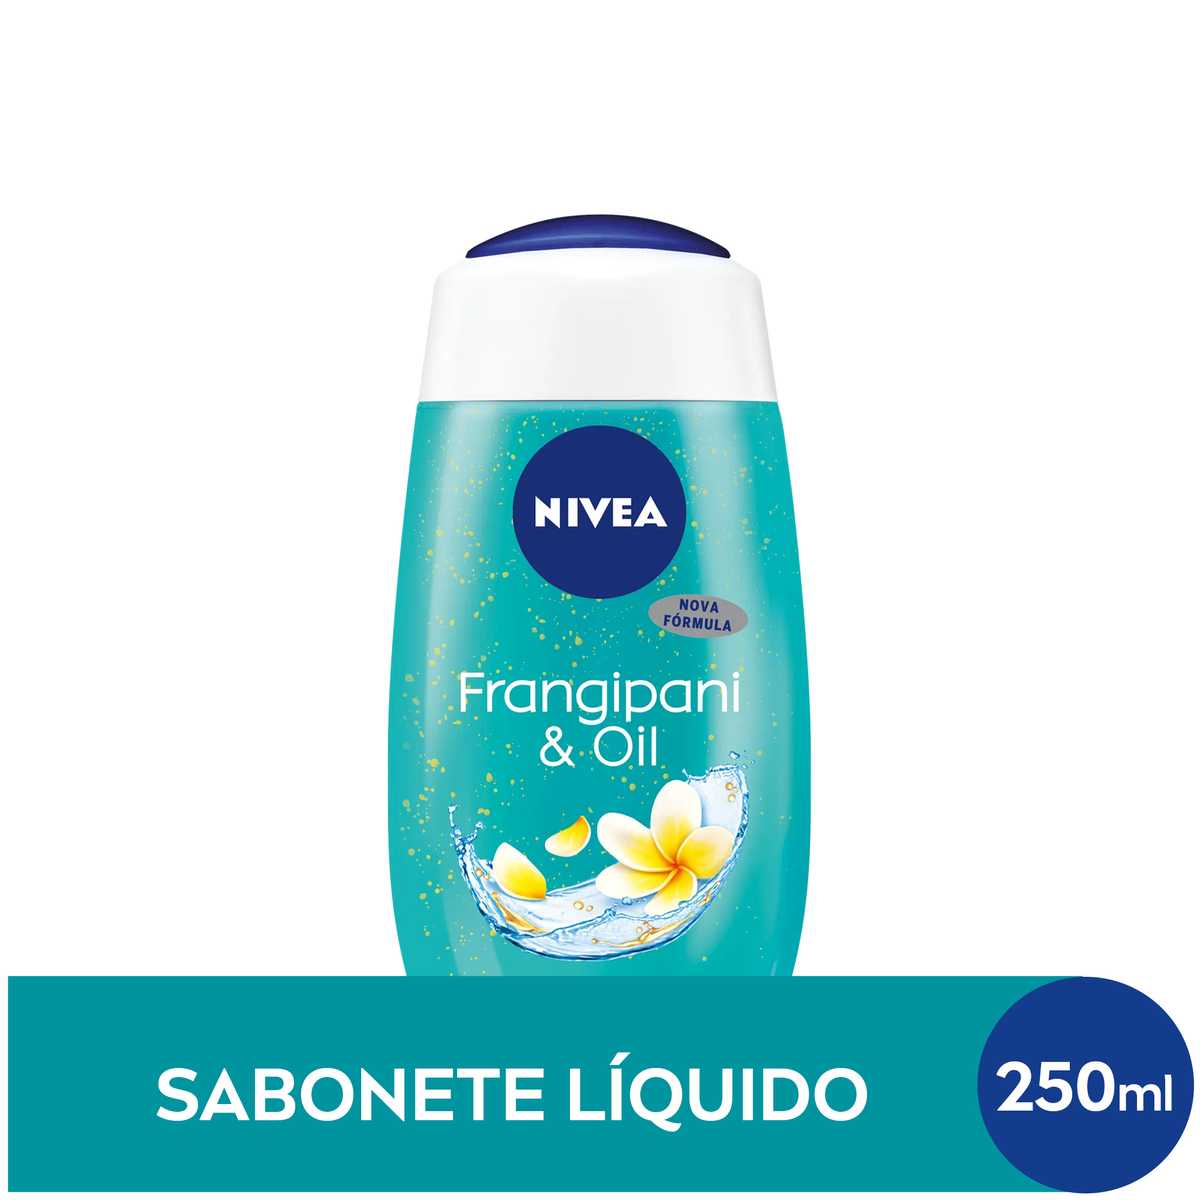 NIVEA
NOVA
FÓRMULA
Frangipani
& Oil
SABONETE LÍQUIDO
250ml